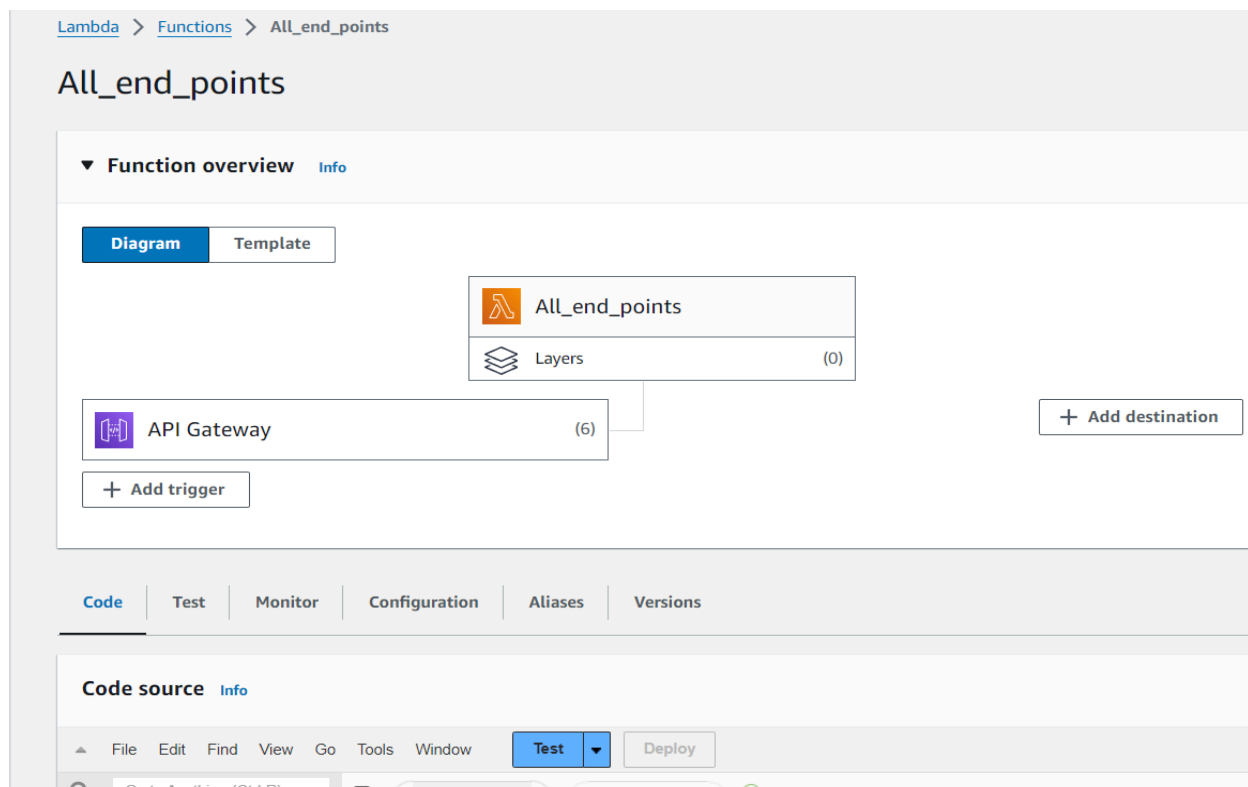 Lambda > Functions > All_end_points
All_end_points
Function overview Info
Diagram Template
All_end_points
Layers (0)
API Gateway (6)
+ Add destination
+ Add trigger
Code Test Monitor Configuration Aliases Versions
Code source Info
File Edit Find View Go Tools Window Test Deploy